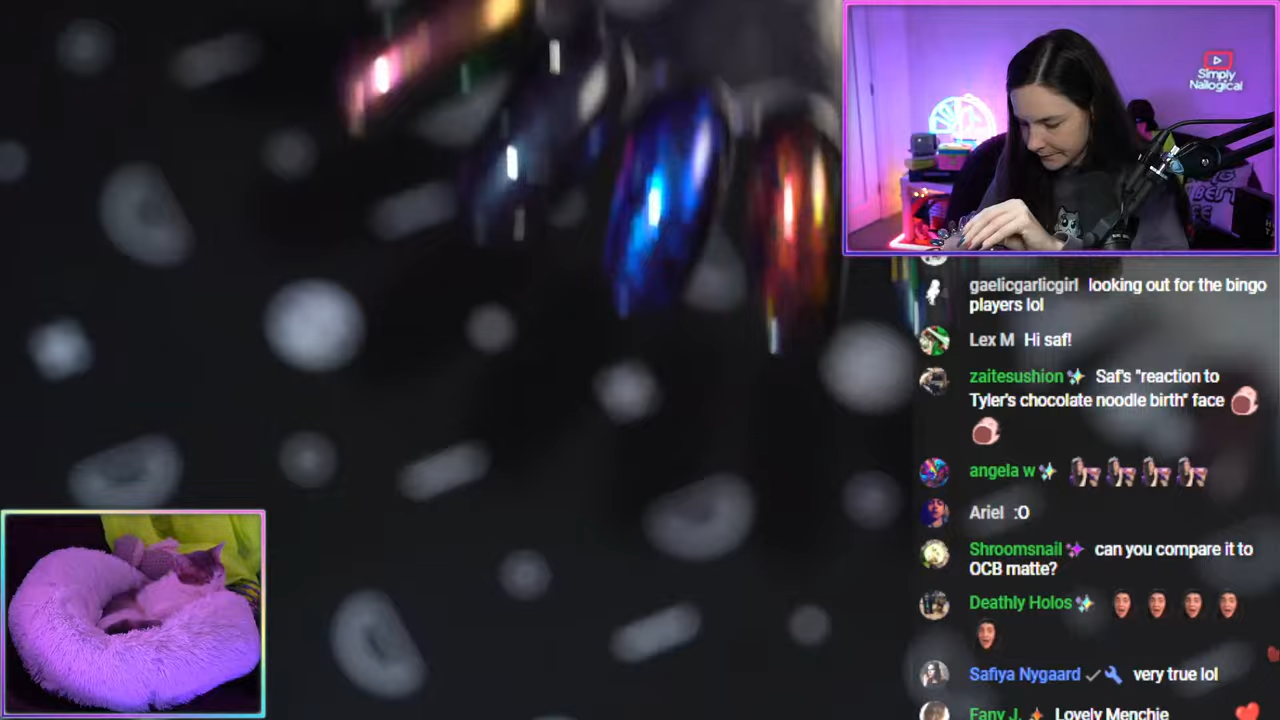 Simply
Nailogical
BEST
gaelicgarlicgirl looking out for the bingo
players lol
Lex M Hi saf!
zaitesushion Saf's "reaction to
Tyler's chocolate noodle birth" face
angela w
Ariel :O
Shroomsnail can you compare it to
OCB matte?
Deathly Holos
Safiya Nygaard very true lol
Fany J. Lovely Menchie